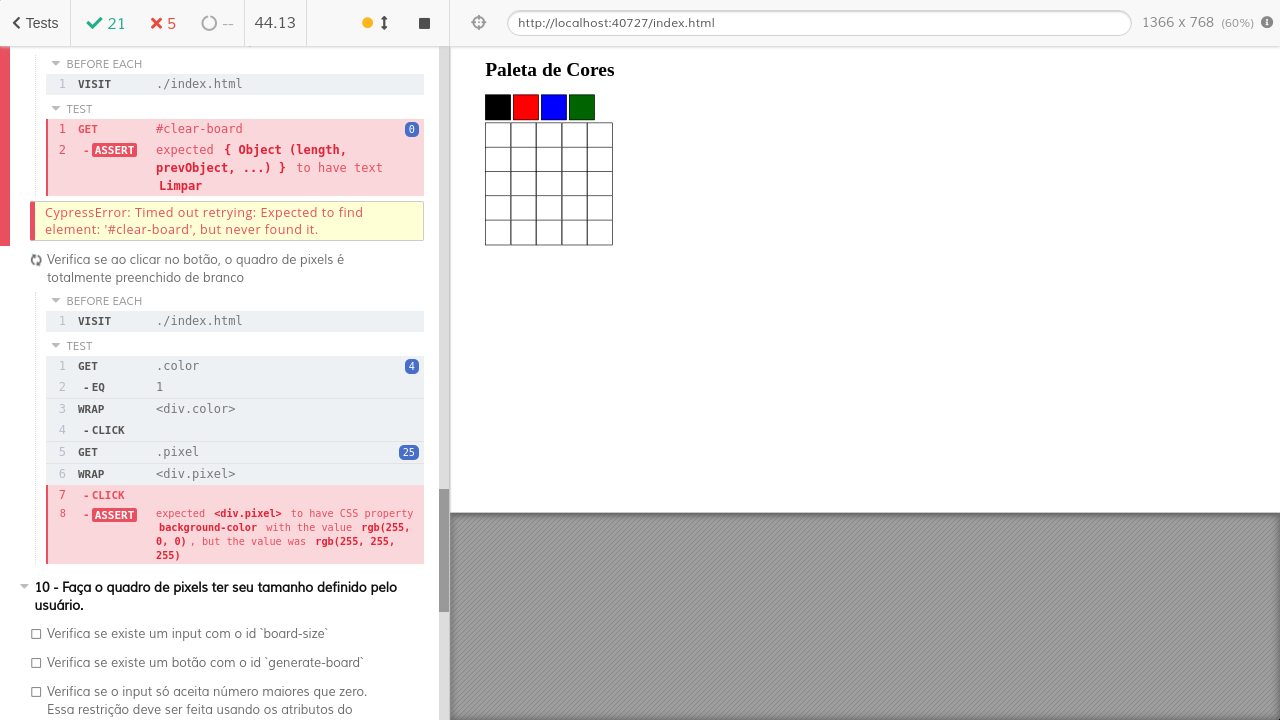 Tests
21
5
--
44.13
http://localhost:40727/index.html
1366 x 768 (60%)
BEFORE EACH
1 VISIT ./index.html
TEST
1 GET #clear-board 0
2 - ASSERT expected { Object (length,
prevObject, ...) } to have text
Limpar
CypressError: Timed out retrying: Expected to find
element: '#clear-board', but never found it.
Verifica se ao clicar no botão, o quadro de pixels é
totalmente preenchido de branco
BEFORE EACH
1 VISIT ./index.html
TEST
1 GET .color 4
2 - EQ 1
3 WRAP <div.color>
4 - CLICK
5 GET .pixel 25
6 WRAP <div.pixel>
7 - CLICK
8 - ASSERT expected <div.pixel> to have CSS property
background-color with the value rgb(255,
0, 0) , but the value was rgb(255, 255,
255)
10 - Faça o quadro de pixels ter seu tamanho definido pelo
usuário.
Verifica se existe um input com o id `board-size`
Verifica se existe um botão com o id `generate-board`
Verifica se o input só aceita número maiores que zero.
Essa restrição deve ser feita usando os atributos do
Paleta de Cores